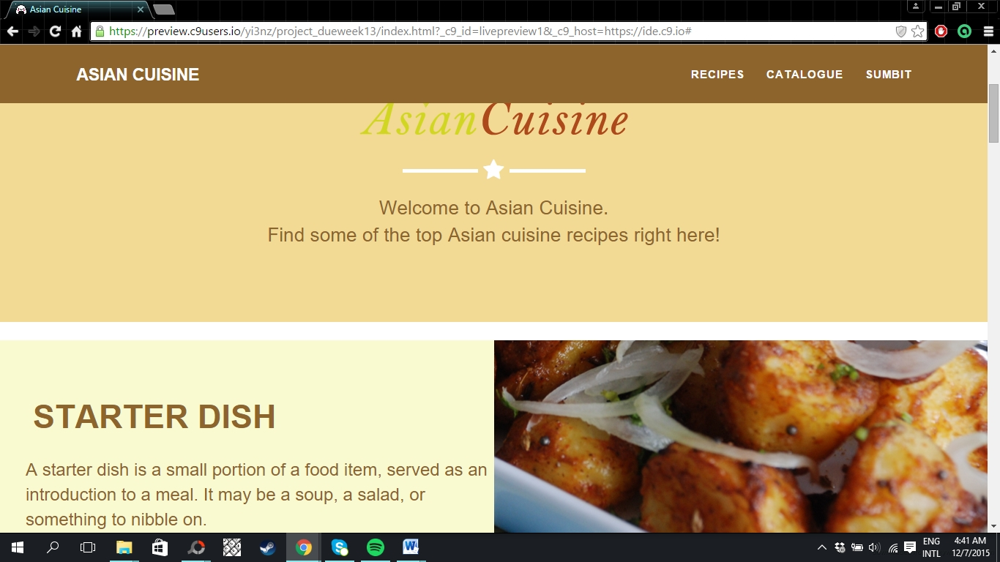 Asian Cuisine
https://preview.c9users.io/yi3nz/project_dueweek13/index.html?_c9_id=livepreview1&_c9_host=https://ide.c9.io#
ASIAN CUISINE
RECIPES CATALOGUE SUMBIT
AsianCuisine
Welcome to Asian Cuisine.
Find some of the top Asian cuisine recipes right here!
STARTER DISH
A starter dish is a small portion of a food item, served as an
introduction to a meal. It may be a soup, a salad, or
something to nibble on.
ENG
INTL
4:41 AM
12/7/2015